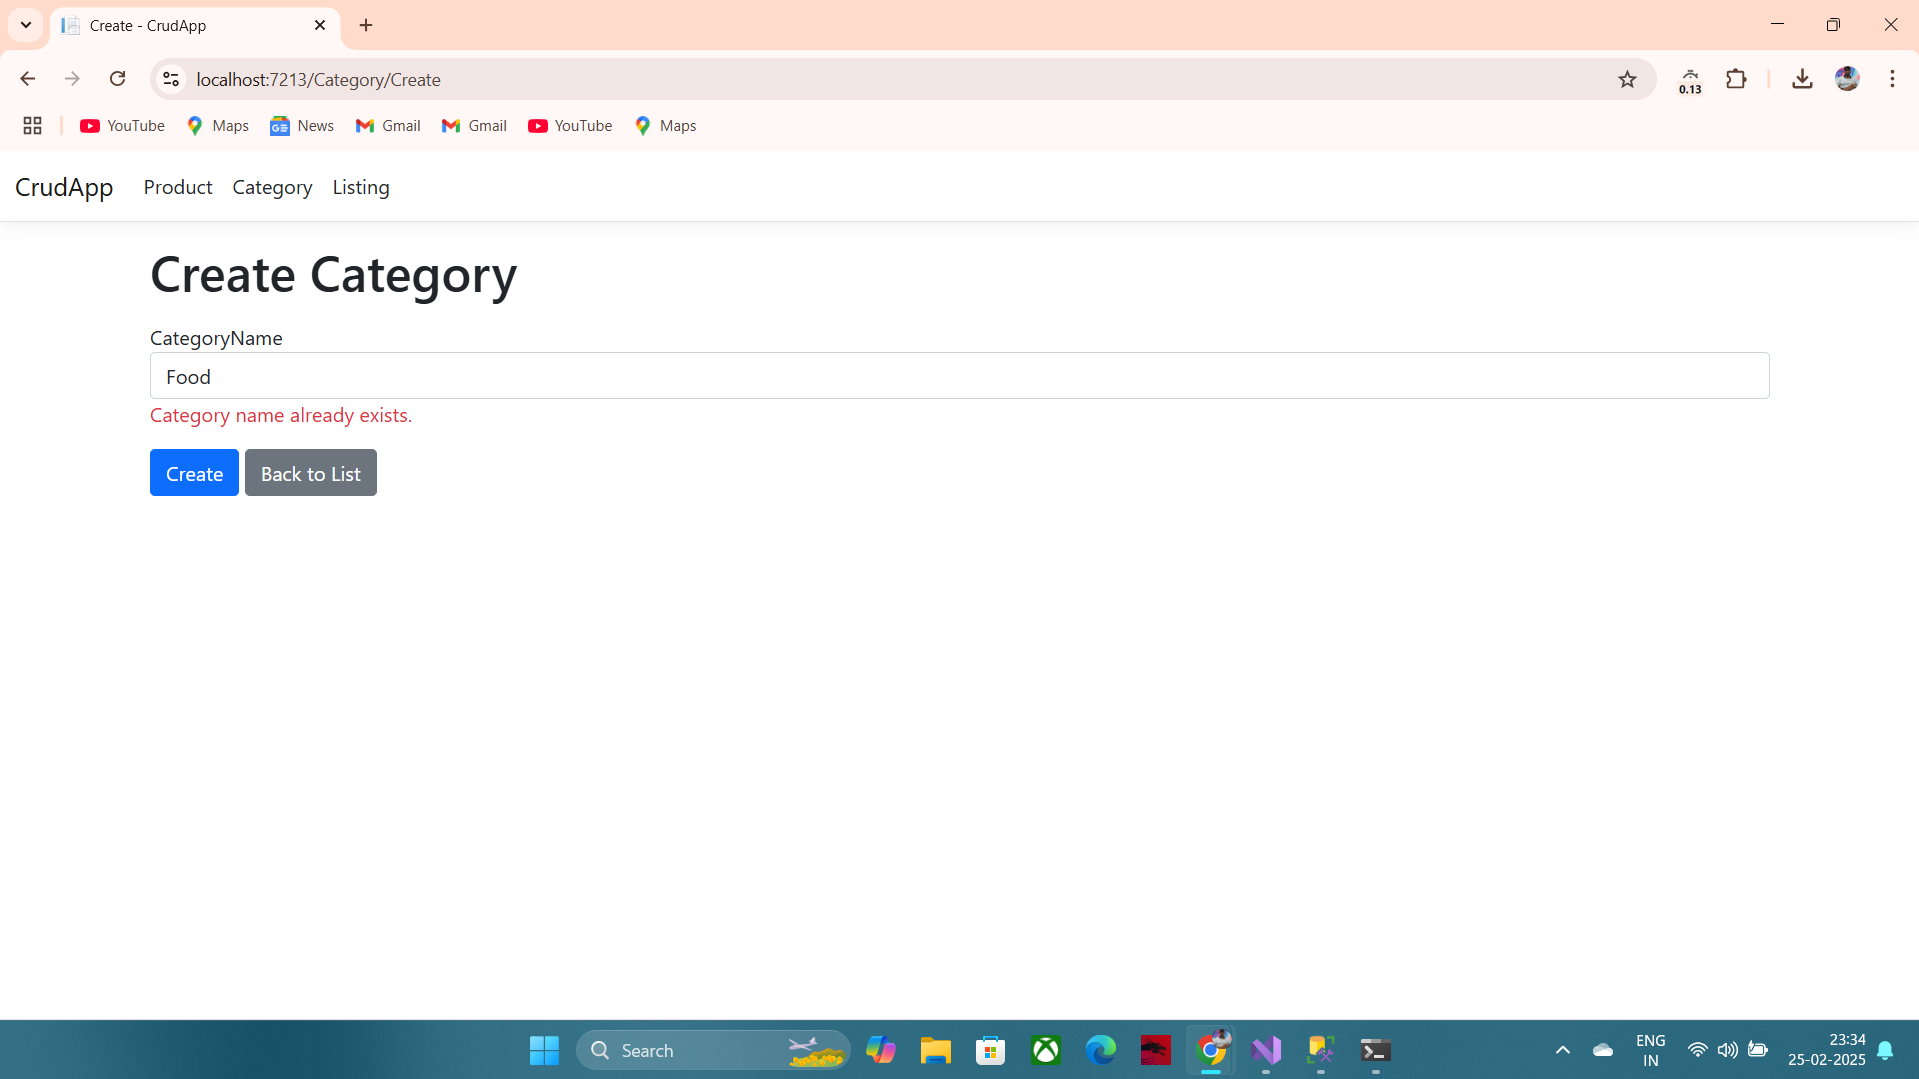 Create - CrudApp
localhost:7213/Category/Create
0.13
YouTube Maps News Gmail Gmail YouTube Maps
CrudApp Product Category Listing
Create Category
CategoryName
Food
Category name already exists.
Create Back to List
Search
ENG
IN
23:34
25-02-2025